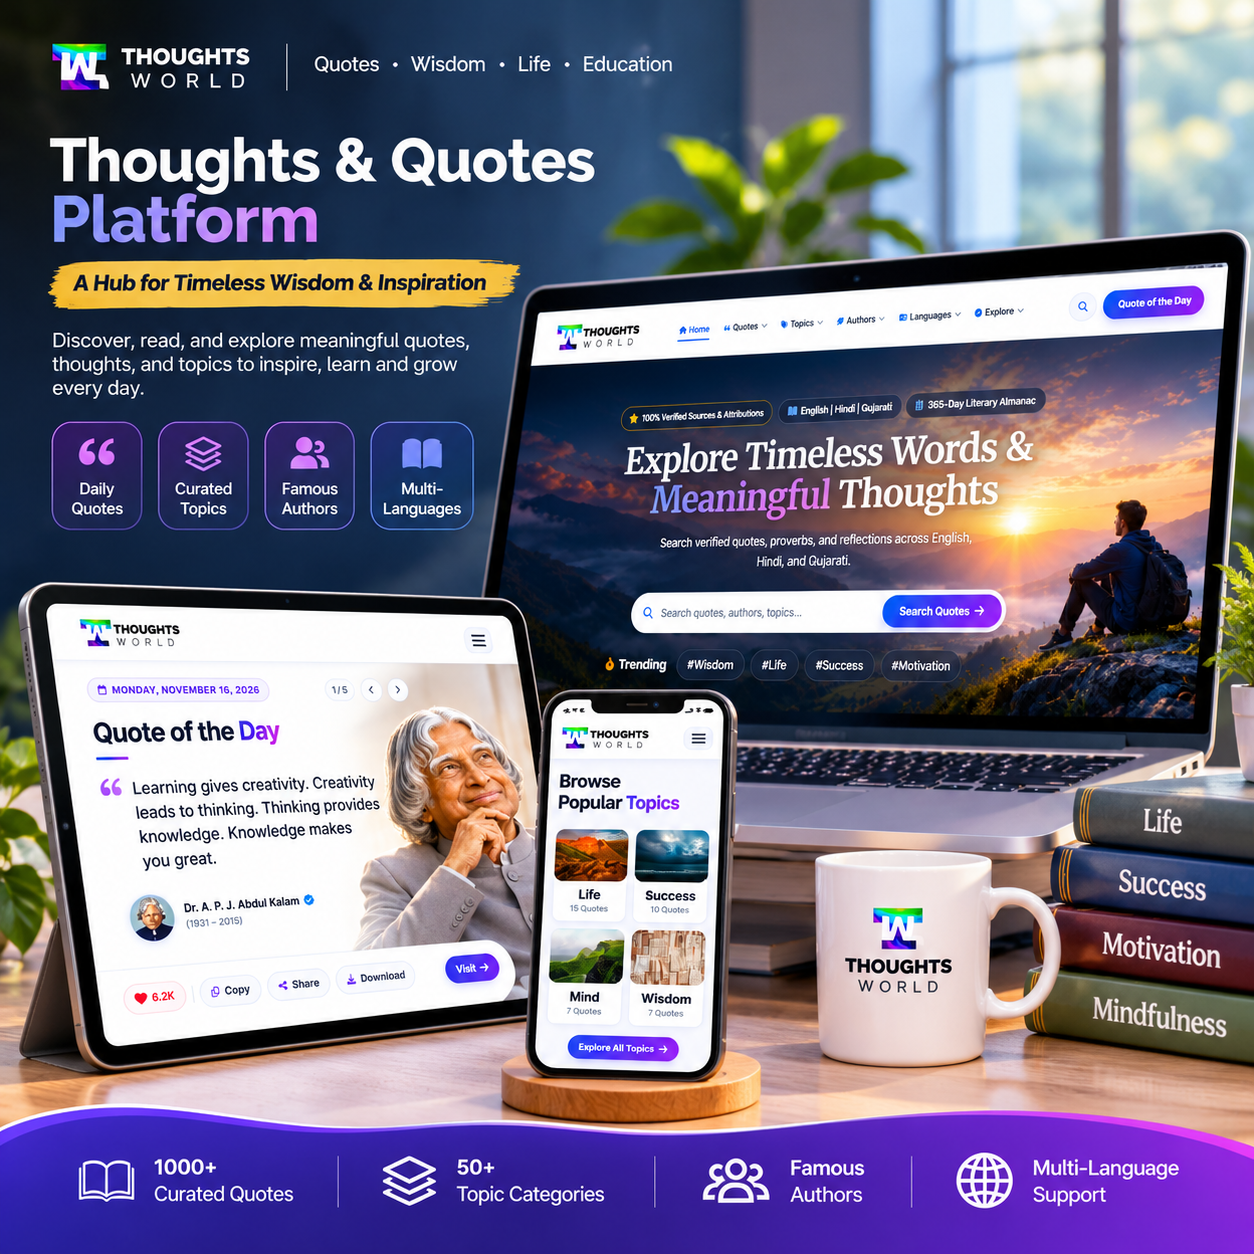 THOUGHTS
WORLD
Quotes • Wisdom • Life • Education
Thoughts & Quotes
Platform
A Hub for Timeless Wisdom & Inspiration
Discover, read, and explore meaningful quotes,
thoughts, and topics to inspire, learn and grow
every day.
Daily
Quotes
Curated
Topics
Famous
Authors
Multi-
Languages
THOUGHTS
WORLD
Home
Quotes
Topics
Authors
Languages
Explore
Quote of the Day
100% Verified Sources & Attributions
English | Hindi | Gujarati
365-Day Literary Almanac
Explore Timeless Words &
Meaningful Thoughts
Search verified quotes, proverbs, and reflections across English,
Hindi, and Gujarati.
Search quotes, authors, topics...
Search Quotes →
Trending
#Wisdom
#Life
#Success
#Motivation
THOUGHTS
WORLD
MONDAY, NOVEMBER 16, 2026
1/5
Quote of the Day
“ Learning gives creativity. Creativity
leads to thinking. Thinking provides
knowledge. Knowledge makes
you great.
Dr. A. P. J. Abdul Kalam
(1931 – 2015)
6.2K
Copy
Share
Download
Visit →
THOUGHTS
WORLD
Browse
Popular Topics
Life
15 Quotes
Success
10 Quotes
Mind
7 Quotes
Wisdom
7 Quotes
Explore All Topics →
W
THOUGHTS
WORLD
Life
Success
Motivation
Mindfulness
1000+
Curated Quotes
50+
Topic Categories
Famous
Authors
Multi-Language
Support